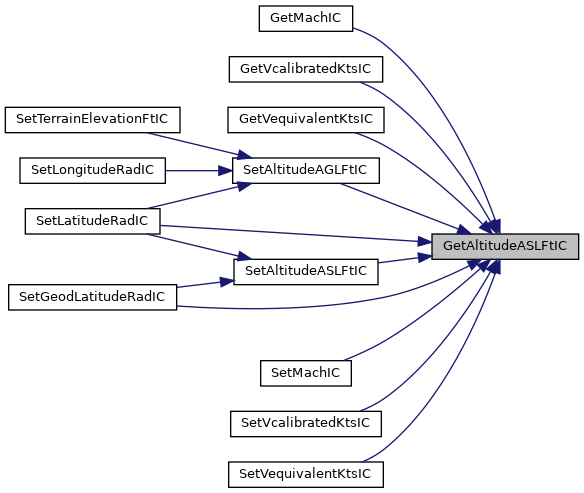 GetMachIC
GetVcalibratedKtsIC
SetTerrainElevationFtIC
GetVequivalentKtsIC
SetLongitudeRadIC
SetAltitudeAGLFtIC
SetLatitudeRadIC
GetAltitudeASLFtIC
SetAltitudeASLFtIC
SetGeodLatitudeRadIC
SetMachIC
SetVcalibratedKtsIC
SetVequivalentKtsIC